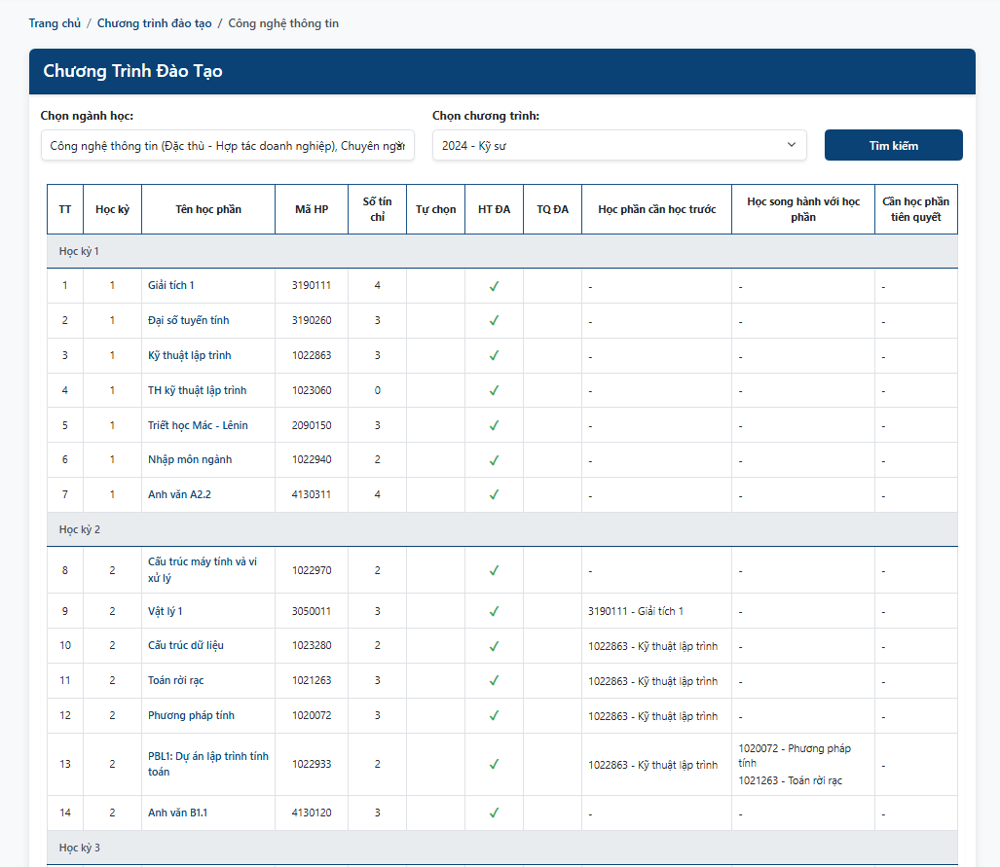 Trang chủ / Chương trình đào tạo / Công nghệ thông tin
Chương Trình Đào Tạo
Chọn ngành học: Chọn chương trình:
Công nghệ thông tin (Đặc thù - Hợp tác doanh nghiệp), Chuyên 2024 - Kỹ sư Tìm kiếm
TT Học kỳ Tên học phần Mã HP Số tín chỉ Tự chọn HT ĐA TQ ĐA Học phần cần học trước Học song hành với học phần Cần học phần tiên quyết
Học kỳ 1
1 1 Giải tích 1 3190111 4 ✓ - - -
2 1 Đại số tuyến tính 3190260 3 ✓ - - -
3 1 Kỹ thuật lập trình 1022863 3 ✓ - - -
4 1 TH kỹ thuật lập trình 1023060 0 ✓ - - -
5 1 Triết học Mác - Lênin 2090150 3 ✓ - - -
6 1 Nhập môn ngành 1022940 2 ✓ - - -
7 1 Anh văn A2.2 4130311 4 ✓ - - -
Học kỳ 2
8 2 Cấu trúc máy tính và vi xử lý 1022970 2 ✓ - - -
9 2 Vật lý 1 3050011 3 ✓ 3190111 - Giải tích 1 - -
10 2 Cấu trúc dữ liệu 1023280 2 ✓ 1022863 - Kỹ thuật lập trình - -
11 2 Toán rời rạc 1021263 3 ✓ 1022863 - Kỹ thuật lập trình - -
12 2 Phương pháp tính 1020072 3 ✓ 1022863 - Kỹ thuật lập trình - -
13 2 PBL1: Dự án lập trình tính toán 1022933 2 ✓ 1022863 - Kỹ thuật lập trình 1020072 - Phương pháp tính 1021263 - Toán rời rạc -
14 2 Anh văn B1.1 4130120 3 ✓ - - -
Học kỳ 3